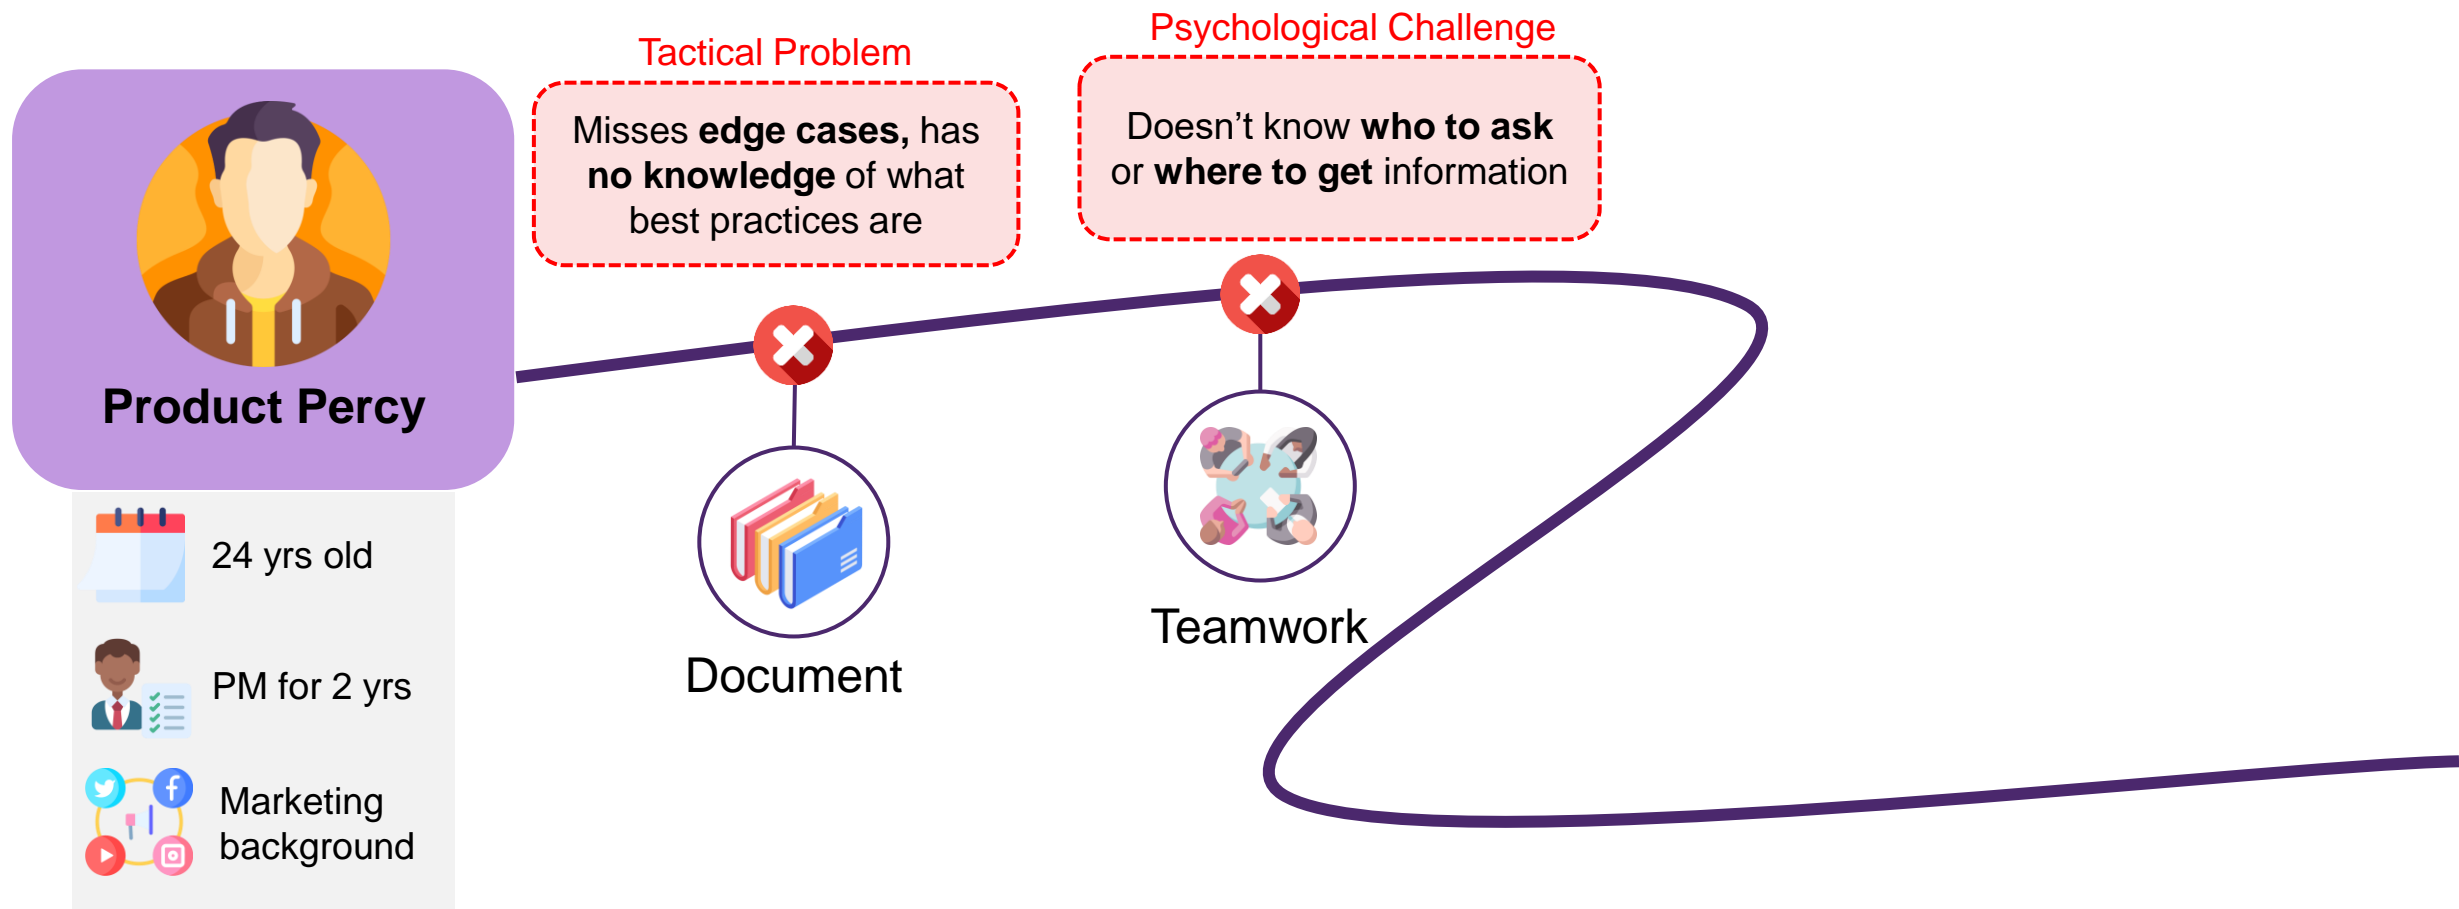 Psychological Challenge
Tactical Problem
Misses edge cases, has
no knowledge of what
best practices are
Doesn’t know who to ask
or where to get information
Product Percy
24 yrs old
PM for 2 yrs
Marketing
background
Document
Teamwork